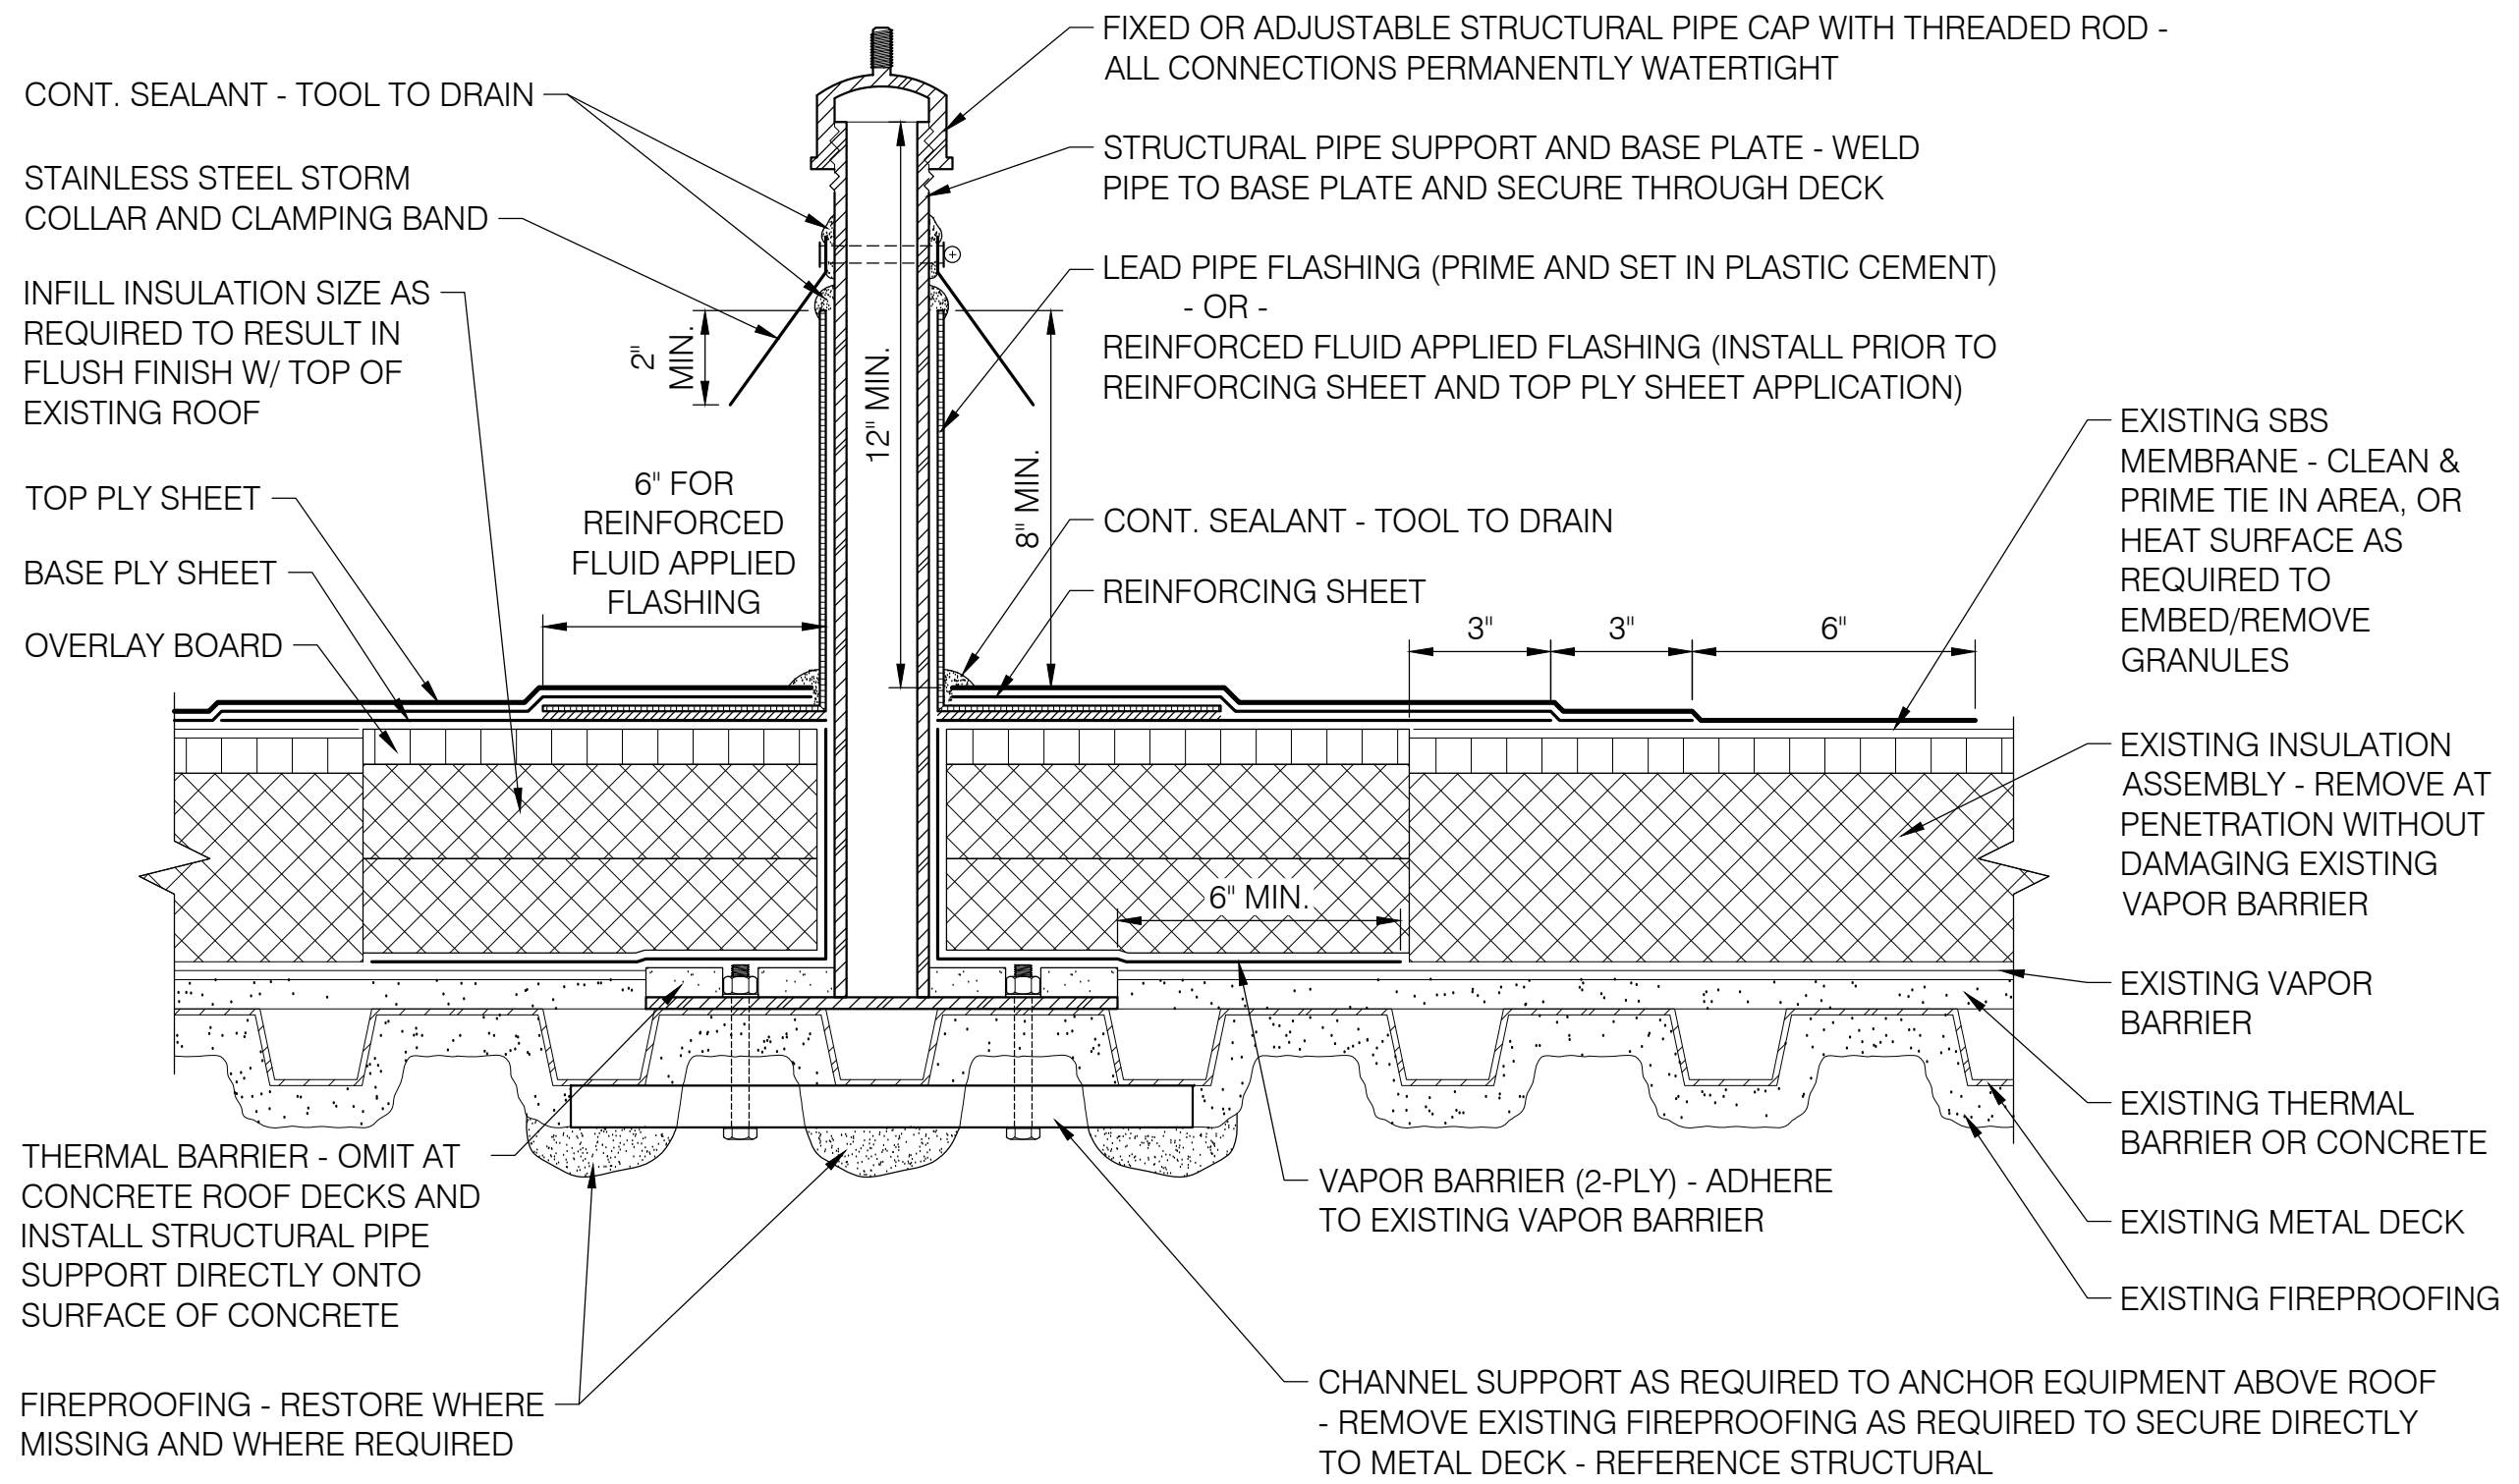 FIXED OR ADJUSTABLE STRUCTURAL PIPE CAP WITH THREADED ROD -
ALL CONNECTIONS PERMANENTLY WATERTIGHT
CONT. SEALANT - TOOL TO DRAIN
STRUCTURAL PIPE SUPPORT AND BASE PLATE - WELD
PIPE TO BASE PLATE AND SECURE THROUGH DECK
STAINLESS STEEL STORM
COLLAR AND CLAMPING BAND
LEAD PIPE FLASHING (PRIME AND SET IN PLASTIC CEMENT)
- OR -
REINFORCED FLUID APPLIED FLASHING (INSTALL PRIOR TO
REINFORCING SHEET AND TOP PLY SHEET APPLICATION)
INFILL INSULATION SIZE AS
REQUIRED TO RESULT IN
FLUSH FINISH W/ TOP OF
EXISTING ROOF
2"
MIN.
12" MIN.
8" MIN.
TOP PLY SHEET
BASE PLY SHEET
OVERLAY BOARD
6" FOR
REINFORCED
FLUID APPLIED
FLASHING
CONT. SEALANT - TOOL TO DRAIN
REINFORCING SHEET
3"
3"
6"
EXISTING SBS
MEMBRANE - CLEAN &
PRIME TIE IN AREA, OR
HEAT SURFACE AS
REQUIRED TO
EMBED/REMOVE
GRANULES
EXISTING INSULATION
ASSEMBLY - REMOVE AT
PENETRATION WITHOUT
DAMAGING EXISTING
VAPOR BARRIER
6" MIN.
EXISTING VAPOR
BARRIER
EXISTING THERMAL
BARRIER OR CONCRETE
EXISTING METAL DECK
EXISTING FIREPROOFING
THERMAL BARRIER - OMIT AT
CONCRETE ROOF DECKS AND
INSTALL STRUCTURAL PIPE
SUPPORT DIRECTLY ONTO
SURFACE OF CONCRETE
VAPOR BARRIER (2-PLY) - ADHERE
TO EXISTING VAPOR BARRIER
FIREPROOFING - RESTORE WHERE
MISSING AND WHERE REQUIRED
CHANNEL SUPPORT AS REQUIRED TO ANCHOR EQUIPMENT ABOVE ROOF
- REMOVE EXISTING FIREPROOFING AS REQUIRED TO SECURE DIRECTLY
TO METAL DECK - REFERENCE STRUCTURAL